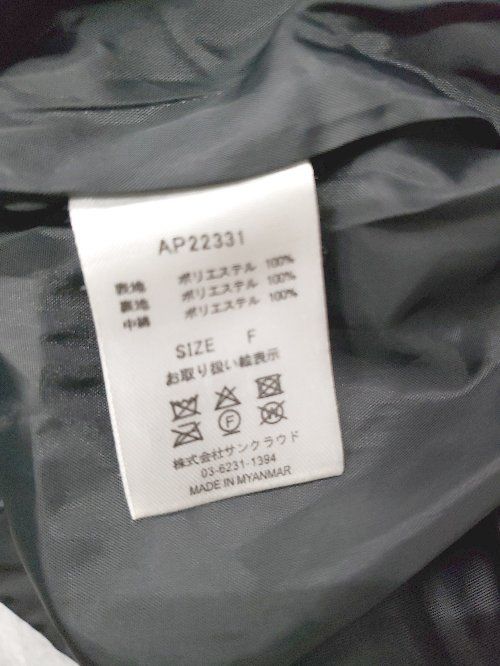 AP22331
表地 ポリエステル 100%
裏地 ポリエステル 100%
中綿 ポリエステル 100%
SIZE F
お取り扱い絵表示
F W
株式会社サンクラウド
03-6231-1394
MADE IN MYANMAR